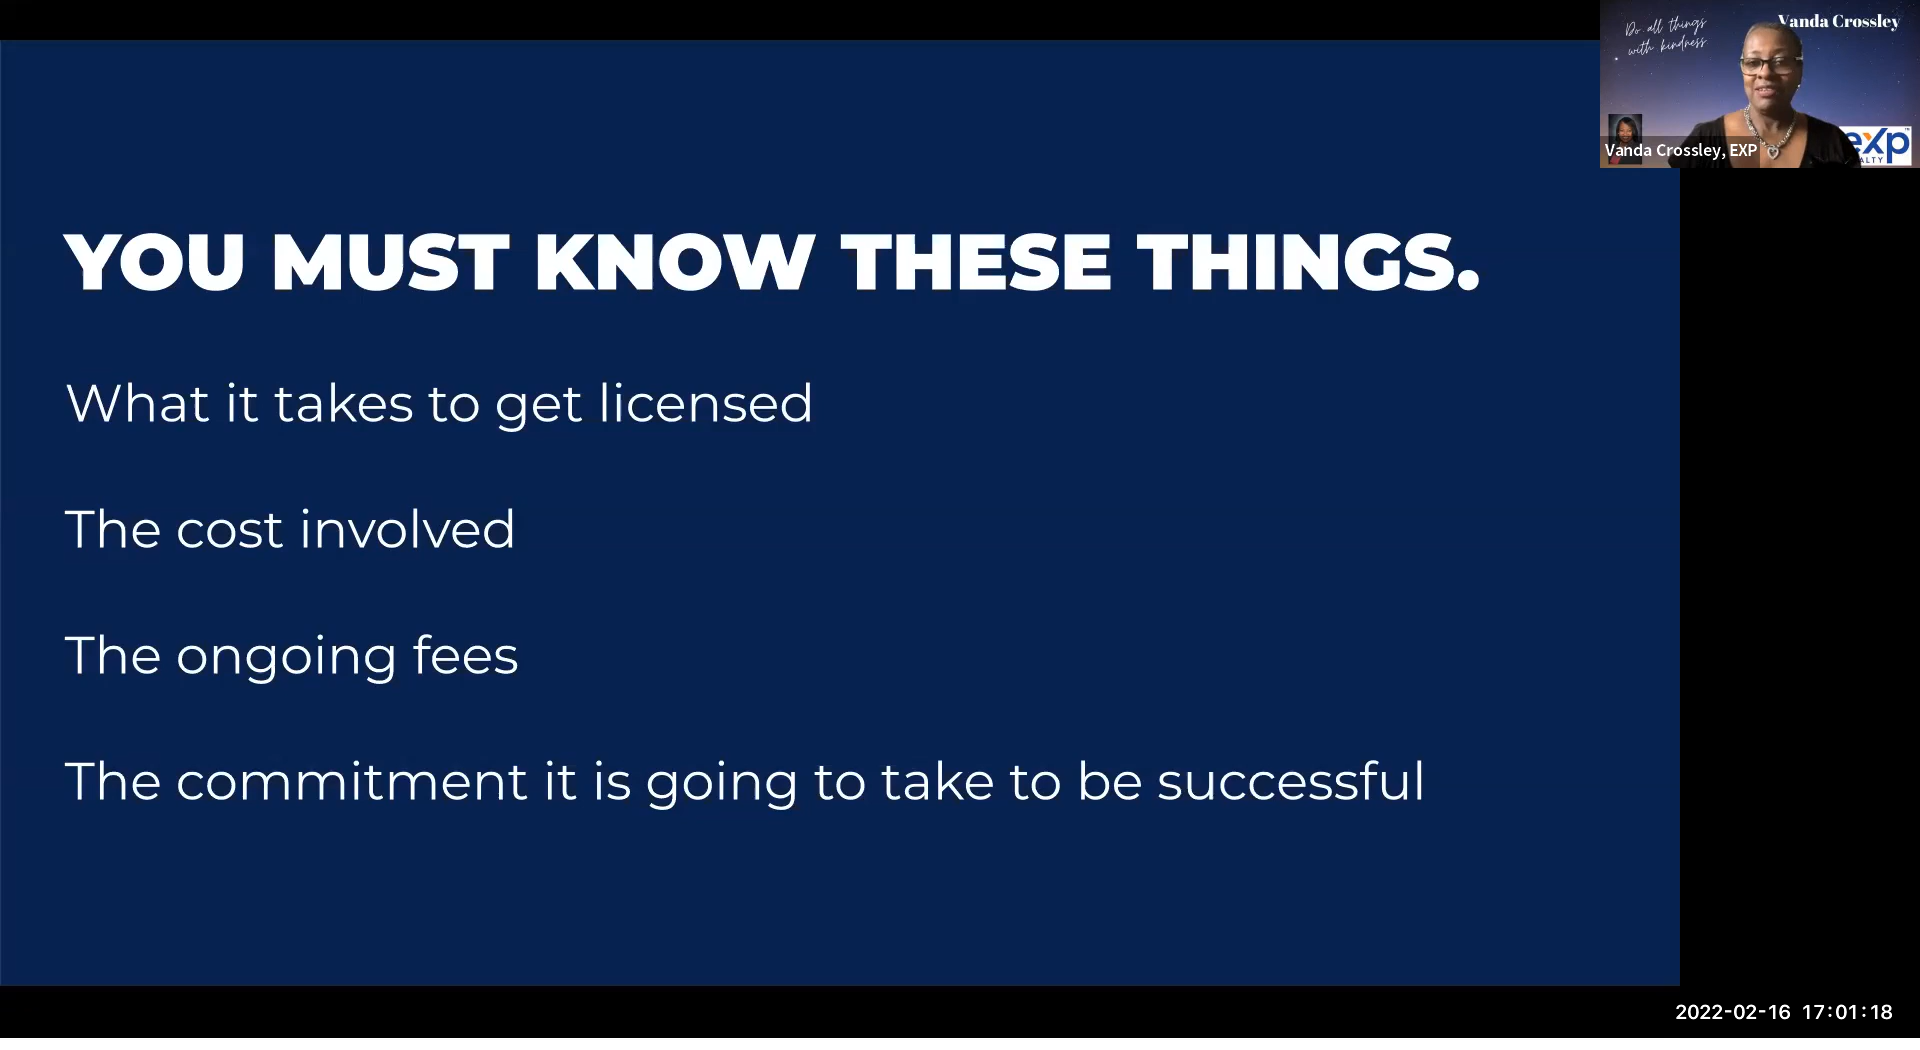 Do all things
with kindness
Vanda Crossley
exp
ALTY
Vanda Crossley, EXP
YOU MUST KNOW THESE THINGS.
What it takes to get licensed
The cost involved
The ongoing fees
The commitment it is going to take to be successful
2022-02-16 17:01:18